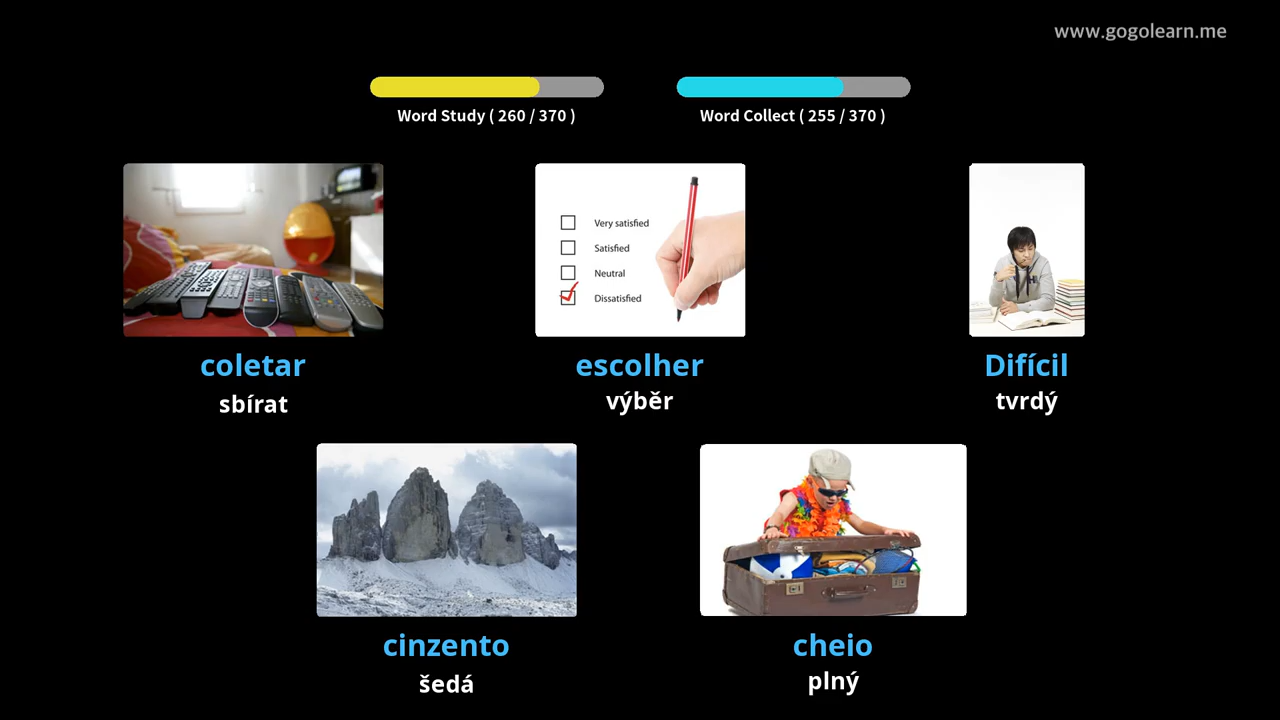 www.gogolearn.me
Word Study ( 260 / 370 )
Word Collect ( 255 / 370 )
Very satisfied
Satisfied
Neutral
Dissatisfied
coletar
sbírat
escolher
výběr
Difícil
tvrdý
cinzento
šedá
cheio
plný